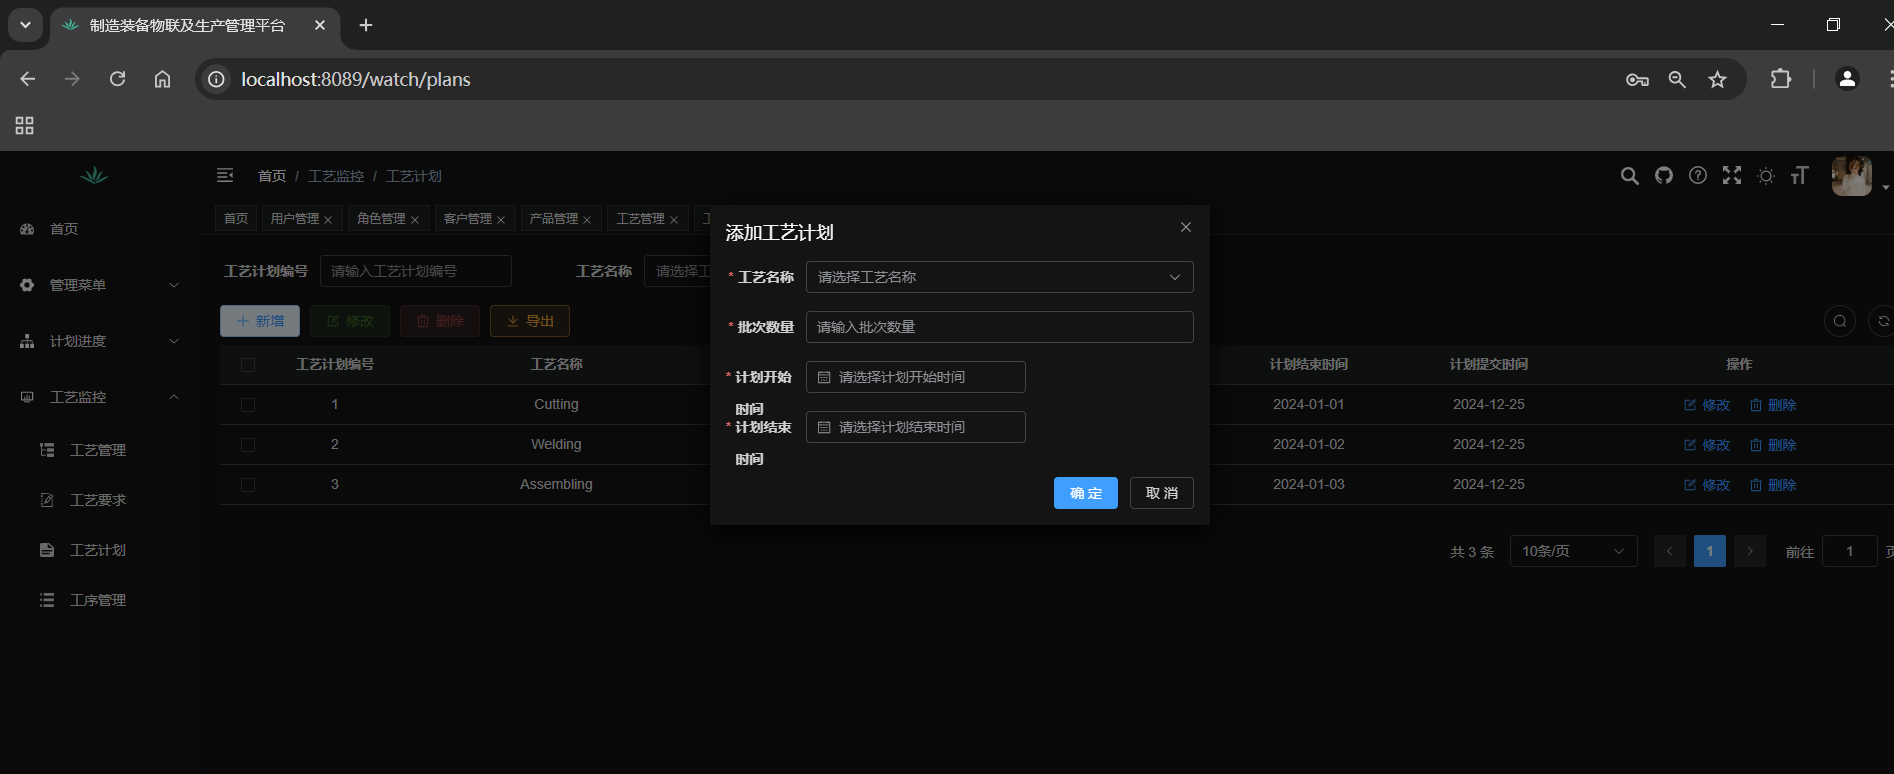 制造装备物联及生产管理平台
localhost:8089/watch/plans
首页 / 工艺监控 / 工艺计划
首页 用户管理 角色管理 客户管理 产品管理 工艺管理
首页
管理菜单
计划进度
工艺监控
工艺管理
工艺要求
工艺计划
工序管理
工艺计划编号 请输入工艺计划编号 工艺名称 请选择工
新增 修改 删除 导出
工艺计划编号 工艺名称 计划结束时间 计划提交时间 操作
1 Cutting 2024-01-01 2024-12-25 修改 删除
2 Welding 2024-01-02 2024-12-25 修改 删除
3 Assembling 2024-01-03 2024-12-25 修改 删除
共 3 条 10条/页 1 前往 1 页
添加工艺计划
* 工艺名称 请选择工艺名称
* 批次数量 请输入批次数量
* 计划开始时间 请选择计划开始时间
* 计划结束时间 请选择计划结束时间
确 定 取 消